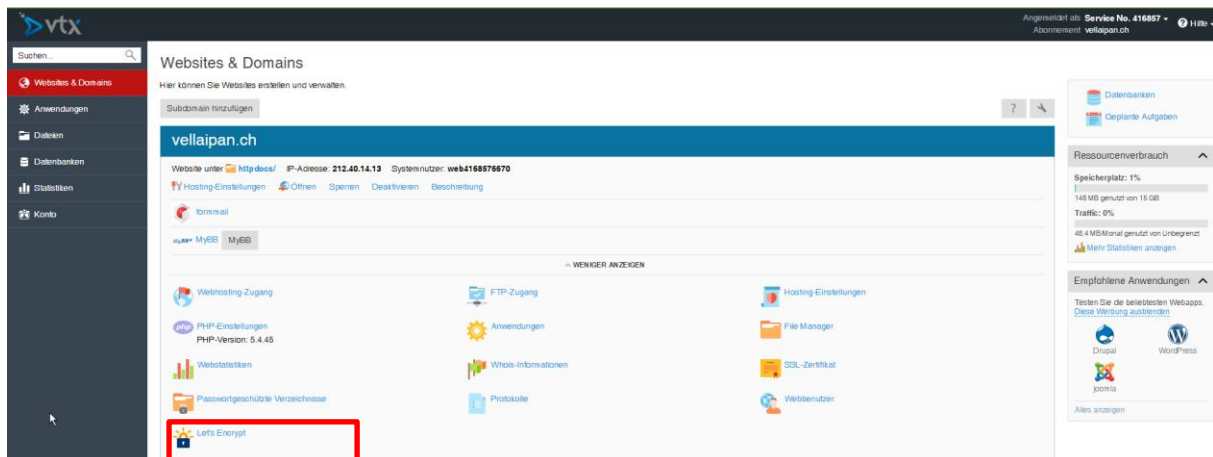 vtx
Angemeldet als Service No. 416857
Hilfe
Abonnement vellaipan.ch
Suchen...
Websites & Domains
Anwendungen
Dateien
Datenbanken
Statistiken
Konto
Websites & Domains
Hier können Sie Websites erstellen und verwalten.
Subdomain hinzufügen
?
vellaipan.ch
Website unter httpdocs/ IP-Adresse: 212.40.14.13 Systemnutzer: web4168576670
Hosting-Einstellungen Öffnen Sperren Deaktivieren Beschreibung
formmail
MyBB MyBB MyBB
WENIGER ANZEIGEN
Webhosting-Zugang
FTP-Zugang
Hosting-Einstellungen
php PHP-Einstellungen
PHP-Version: 5.4.45
Anwendungen
File Manager
Webstatistiken
Whois-Informationen
SSL-Zertifikat
Passwortgeschützte Verzeichnisse
Protokolle
Webbenutzer
Let's Encrypt
Datenbanken
Geplante Aufgaben
Ressourcenverbrauch
Speicherplatz: 1%
148 MB genutzt von 15 GB
Traffic: 0%
48.4 MB/Monat genutzt von Unbegrenzt
Mehr Statistiken anzeigen
Empfohlene Anwendungen
Testen Sie die beliebtesten Webapps.
Diese Werbung ausblenden
Drupal
WordPress
joomla
Alles anzeigen